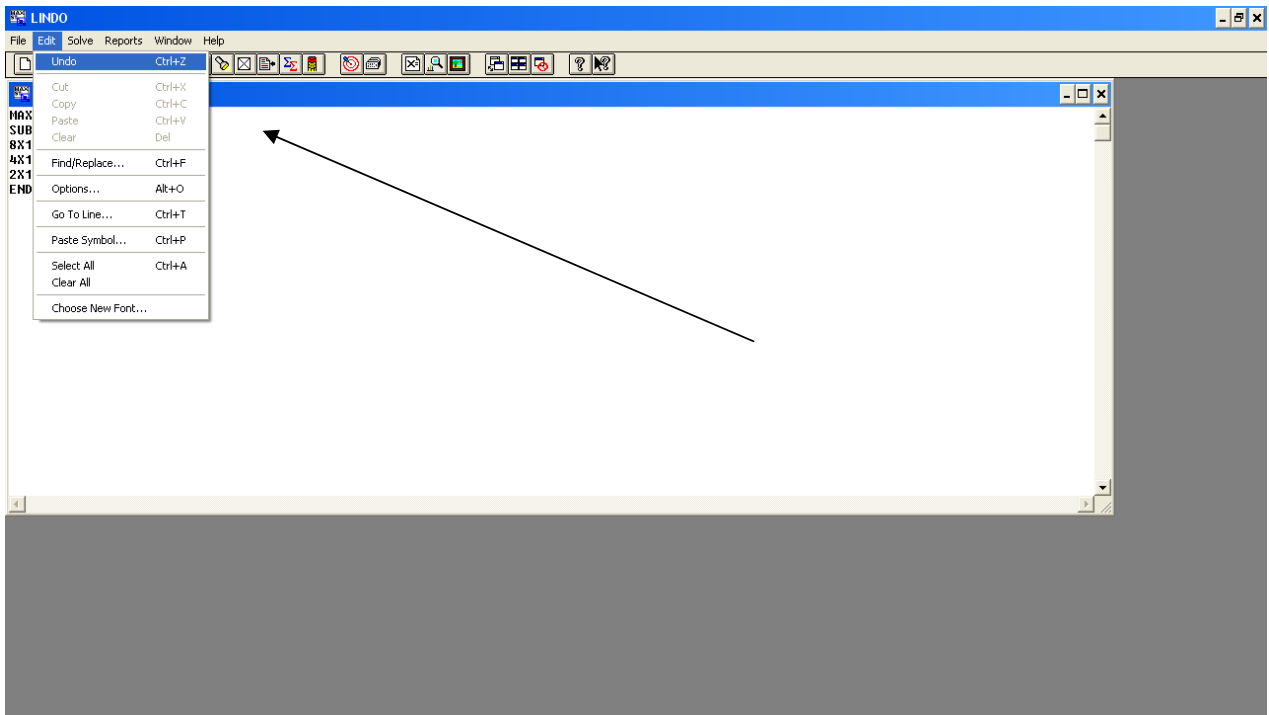 LINDO
File Edit Solve Reports Window Help
Undo Ctrl+Z
Cut Ctrl+X
Copy Ctrl+C
Paste Ctrl+V
Clear Del
Find/Replace... Ctrl+F
Options... Alt+O
Go To Line... Ctrl+T
Paste Symbol... Ctrl+P
Select All Ctrl+A
Clear All
Choose New Font...
MAX
SUB
8X1
4X1
2X1
END